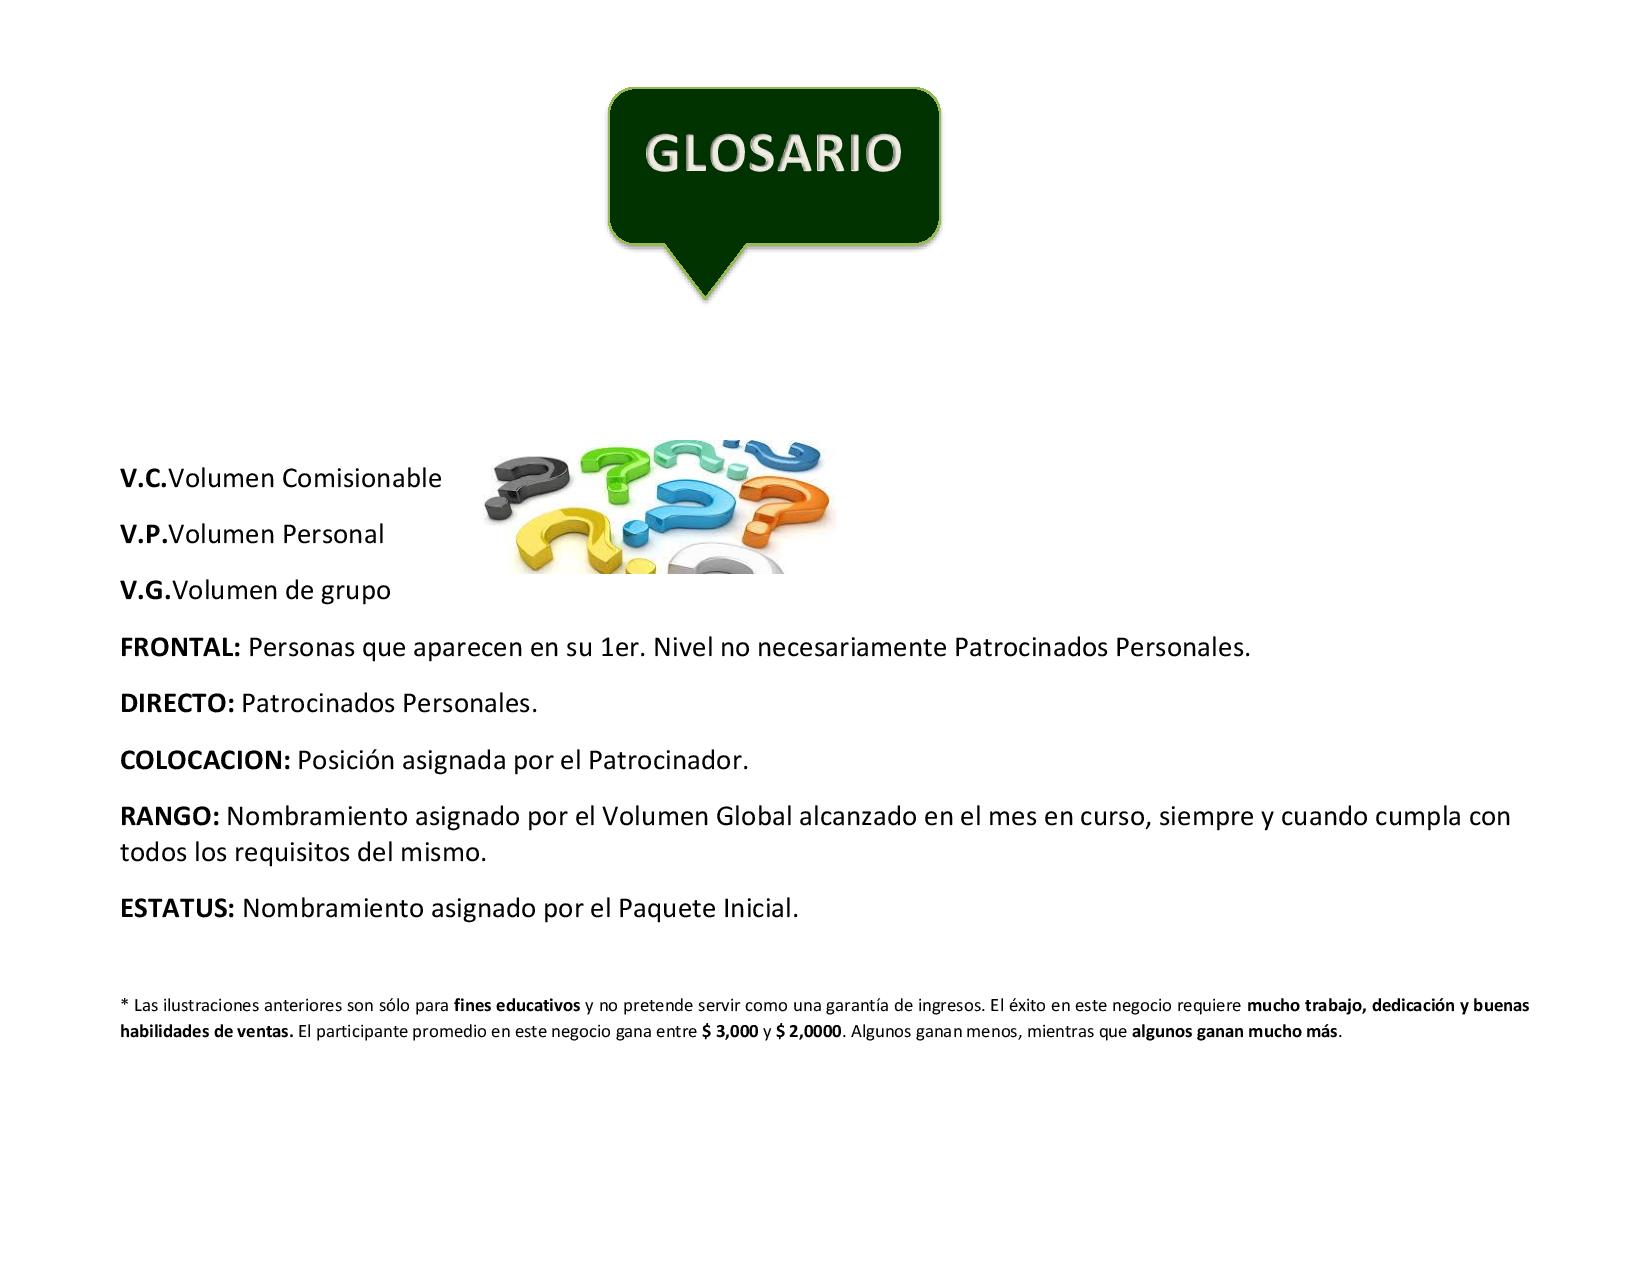 GLOSARIO
V.C.Volumen Comisionable
V.P.Volumen Personal
V.G.Volumen de grupo
FRONTAL: Personas que aparecen en su 1er. Nivel no necesariamente Patrocinados Personales.
DIRECTO: Patrocinados Personales.
COLOCACION: Posición asignada por el Patrocinador.
RANGO: Nombramiento asignado por el Volumen Global alcanzado en el mes en curso, siempre y cuando cumpla con
todos los requisitos del mismo.
ESTATUS: Nombramiento asignado por el Paquete Inicial.
* Las ilustraciones anteriores son sólo para fines educativos y no pretende servir como una garantía de ingresos. El éxito en este negocio requiere mucho trabajo, dedicación y buenas
habilidades de ventas. El participante promedio en este negocio gana entre $ 3,000 y $ 2,0000. Algunos ganan menos, mientras que algunos ganan mucho más.